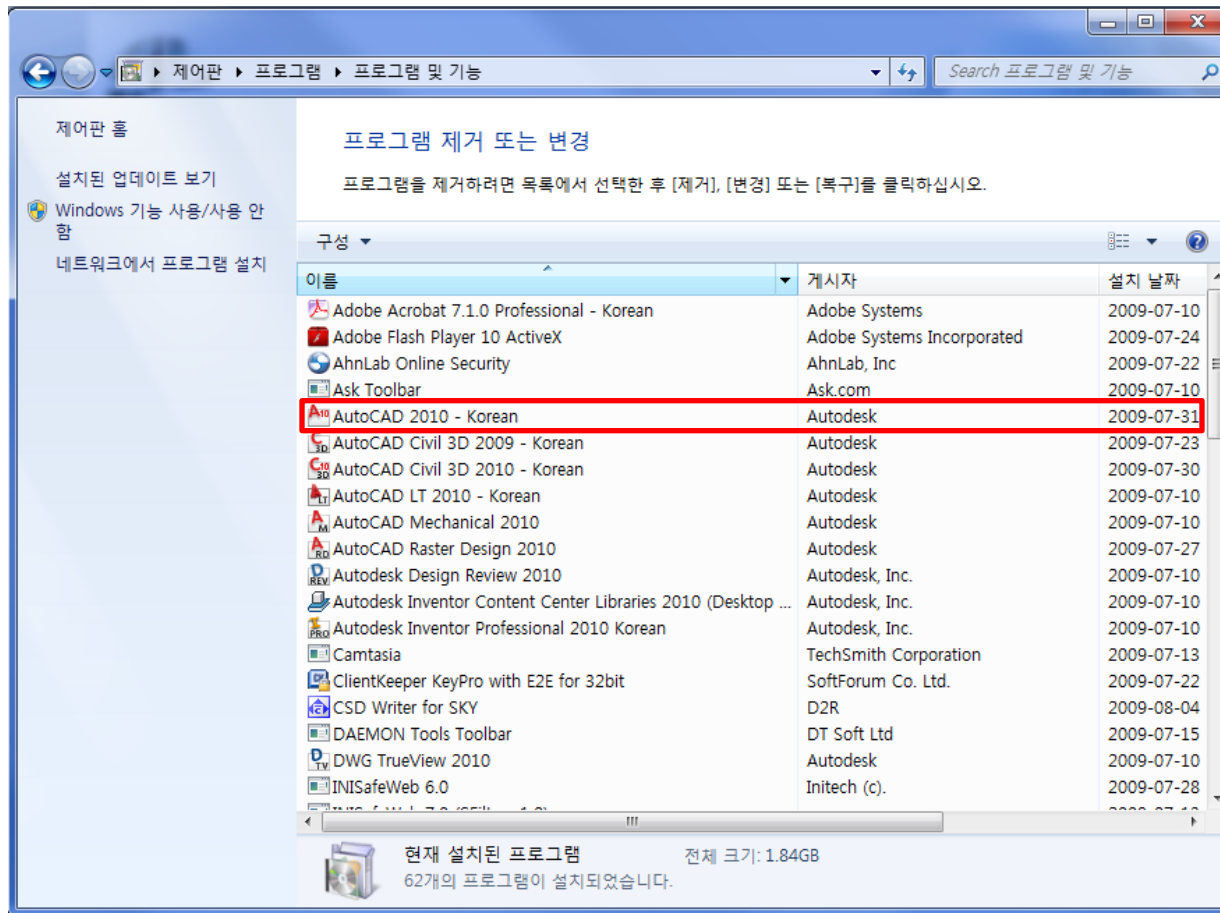 제어판 ▸ 프로그램 ▸ 프로그램 및 기능
Search 프로그램 및 기능
제어판 홈
설치된 업데이트 보기
Windows 기능 사용/사용 안
함
네트워크에서 프로그램 설치
프로그램 제거 또는 변경
프로그램을 제거하려면 목록에서 선택한 후 [제거], [변경] 또는 [복구]를 클릭하십시오.
구성
이름 게시자 설치 날짜
Adobe Acrobat 7.1.0 Professional - Korean Adobe Systems 2009-07-10
Adobe Flash Player 10 ActiveX Adobe Systems Incorporated 2009-07-24
AhnLab Online Security AhnLab, Inc 2009-07-22
Ask Toolbar Ask.com 2009-07-10
AutoCAD 2010 - Korean Autodesk 2009-07-31
AutoCAD Civil 3D 2009 - Korean Autodesk 2009-07-23
AutoCAD Civil 3D 2010 - Korean Autodesk 2009-07-30
AutoCAD LT 2010 - Korean Autodesk 2009-07-10
AutoCAD Mechanical 2010 Autodesk 2009-07-10
AutoCAD Raster Design 2010 Autodesk 2009-07-27
Autodesk Design Review 2010 Autodesk, Inc. 2009-07-10
Autodesk Inventor Content Center Libraries 2010 (Desktop ... Autodesk, Inc. 2009-07-10
Autodesk Inventor Professional 2010 Korean Autodesk, Inc. 2009-07-10
Camtasia TechSmith Corporation 2009-07-13
ClientKeeper KeyPro with E2E for 32bit SoftForum Co. Ltd. 2009-07-22
CSD Writer for SKY D2R 2009-08-04
DAEMON Tools Toolbar DT Soft Ltd 2009-07-15
DWG TrueView 2010 Autodesk 2009-07-10
INISafeWeb 6.0 Initech (c). 2009-07-28
현재 설치된 프로그램 전체 크기: 1.84GB
62개의 프로그램이 설치되었습니다.